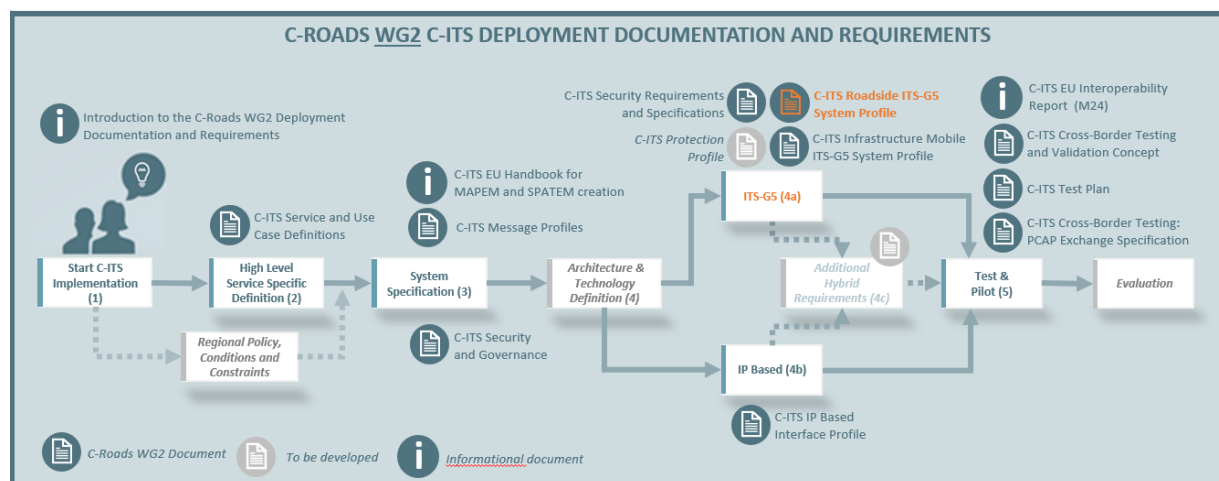 C-ROADS WG2 C-ITS DEPLOYMENT DOCUMENTATION AND REQUIREMENTS
Introduction to the C-Roads WG2 Deployment
Documentation and Requirements
C-ITS Service and Use
Case Definitions
C-ITS EU Handbook for
MAPEM and SPATEM creation
C-ITS Message Profiles
C-ITS Security Requirements
and Specifications
C-ITS Roadside ITS-G5
System Profile
C-ITS Protection
Profile
C-ITS Infrastructure Mobile
ITS-G5 System Profile
C-ITS EU Interoperability
Report (M24)
C-ITS Cross-Border Testing
and Validation Concept
C-ITS Test Plan
C-ITS Cross-Border Testing:
PCAP Exchange Specification
Start C-ITS
Implementation
(1)
High Level
Service Specific
Definition (2)
System
Specification (3)
Architecture &
Technology
Definition (4)
ITS-G5 (4a)
Additional
Hybrid
Requirements (4c)
Test &
Pilot (5)
Evaluation
Regional Policy,
Conditions and
Constraints
C-ITS Security
and Governance
IP Based (4b)
C-ITS IP Based
Interface Profile
C-Roads WG2 Document
To be developed
Informational document